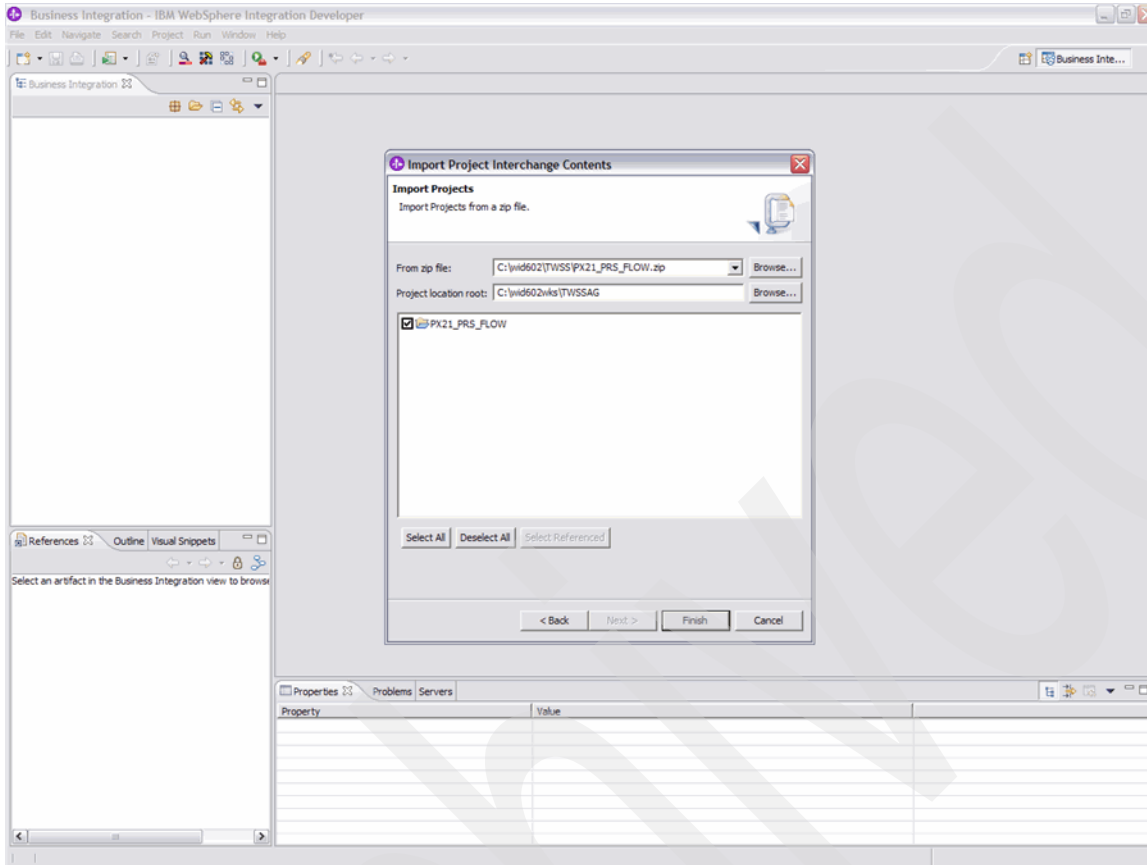 Business Integration - IBM WebSphere Integration Developer
File Edit Navigate Search Project Run Window Help
Business Inte...
Business Integration
Import Project Interchange Contents
Import Projects
Import Projects from a zip file.
From zip file: C:\wid602\TWSS\PX21_PRS_FLOW.zip Browse...
Project location root: C:\wid602wks\TWSSAG Browse...
PX21_PRS_FLOW
Select All Deselect All Select Referenced
References Outline Visual Snippets
Select an artifact in the Business Integration view to browse
< Back Next > Finish Cancel
Properties Problems Servers
Property Value